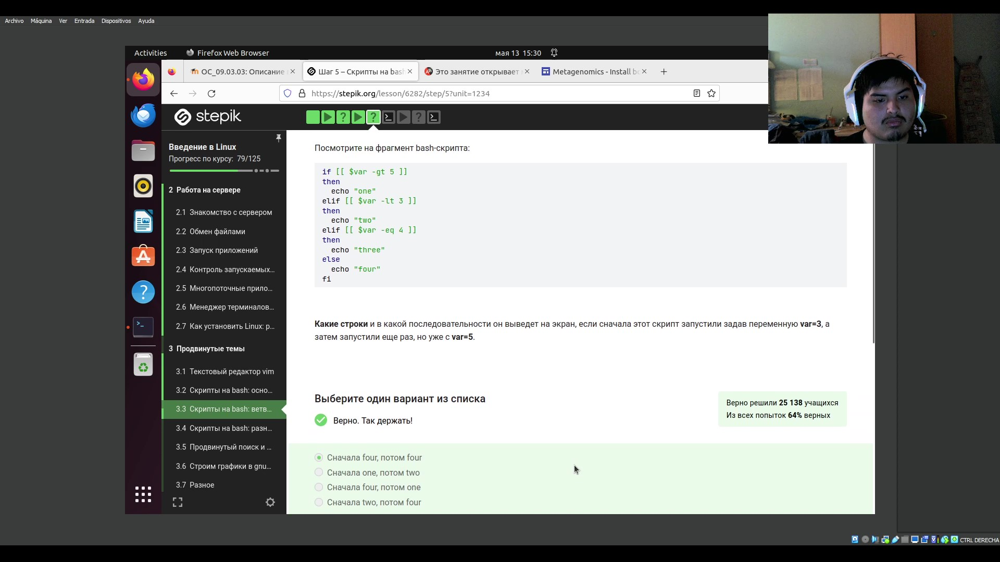 Archivo Máquina Ver Entrada Dispositivos Ayuda
Activities Firefox Web Browser мая 13 15:30
ОС_09.03.03: Описание Шаг 5 – Скрипты на bash Это занятие открывает Metagenomics - Install
https://stepik.org/lesson/6282/step/5?unit=1234
stepik
Введение в Linux
Прогресс по курсу: 79/125
2 Работа на сервере
2.1 Знакомство с сервером
2.2 Обмен файлами
2.3 Запуск приложений
2.4 Контроль запускаемых...
2.5 Многопоточные прило...
2.6 Менеджер терминалов...
2.7 Как установить Linux: р...
3 Продвинутые темы
3.1 Текстовый редактор vim
3.2 Скрипты на bash: осно...
3.3 Скрипты на bash: ветв...
3.4 Скрипты на bash: разн...
3.5 Продвинутый поиск и ...
3.6 Строим графики в gnu...
3.7 Разное
Посмотрите на фрагмент bash-скрипта:
if [[ $var -gt 5 ]]
then
echo "one"
elif [[ $var -lt 3 ]]
then
echo "two"
elif [[ $var -eq 4 ]]
then
echo "three"
else
echo "four"
fi
Какие строки и в какой последовательности он выведет на экран, если сначала этот скрипт запустили задав переменную var=3, а
затем запустили еще раз, но уже с var=5.
Выберите один вариант из списка
Верно. Так держать!
Верно решили 25 138 учащихся
Из всех попыток 64% верных
Сначала four, потом four
Сначала one, потом two
Сначала four, потом one
Сначала two, потом four
CTRL DERECHA